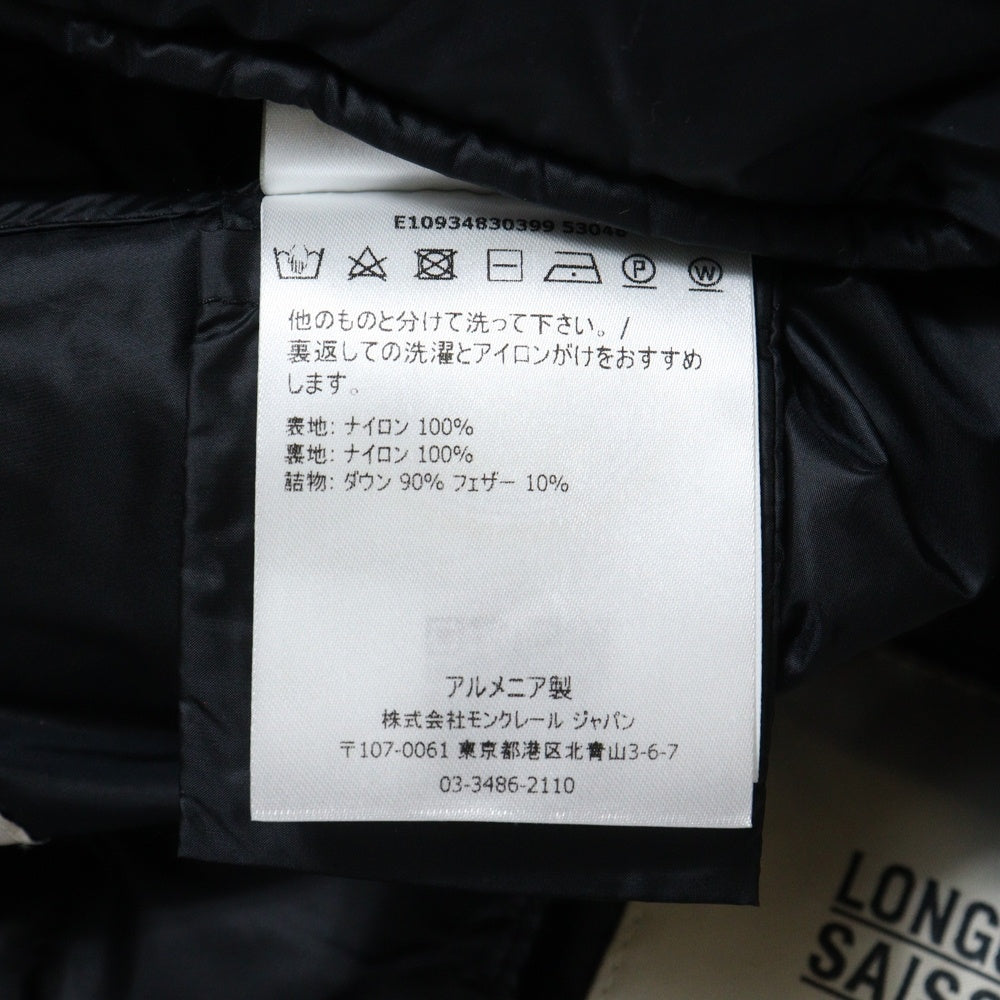 E10934830399 53048
P W
他のものと分けて洗って下さい。/
裏返しての洗濯とアイロンがけをおすすめ
します。
表地: ナイロン 100%
裏地: ナイロン 100%
詰物: ダウン 90% フェザー 10%
アルメニア製
株式会社モンクレール ジャパン
〒107-0061 東京都港区北青山3-6-7
03-3486-2110